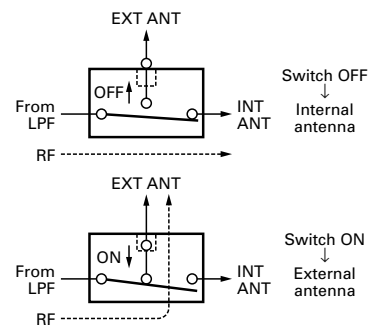 EXT ANT
OFF
From
LPF
INT
ANT
RF
Switch OFF
↓
Internal
antenna
EXT ANT
ON
From
LPF
INT
ANT
RF
Switch ON
↓
External
antenna